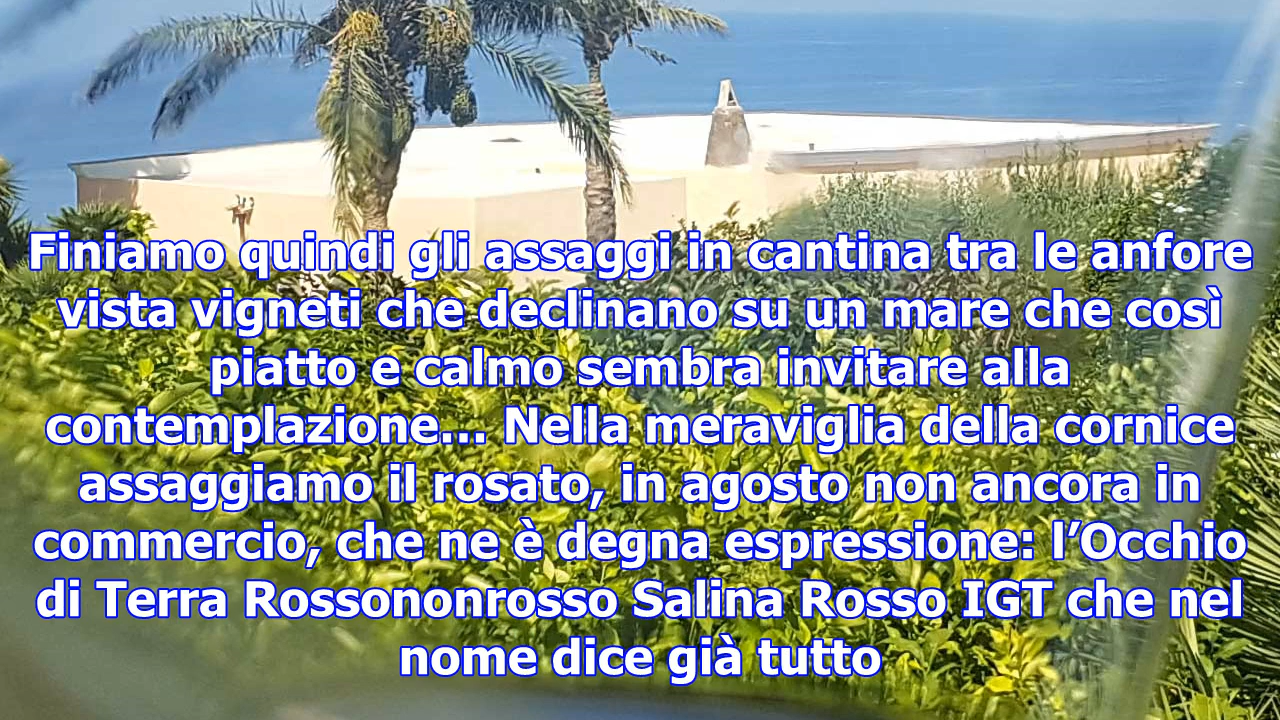 Finiamo quindi gli assaggi in cantina tra le anfore
vista vigneti che declinano su un mare che così
piatto e calmo sembra invitare alla
contemplazione... Nella meraviglia della cornice
assaggiamo il rosato, in agosto non ancora in
commercio, che ne è degna espressione: l’Occhio
di Terra Rossononrosso Salina Rosso IGT che nel
nome dice già tutto